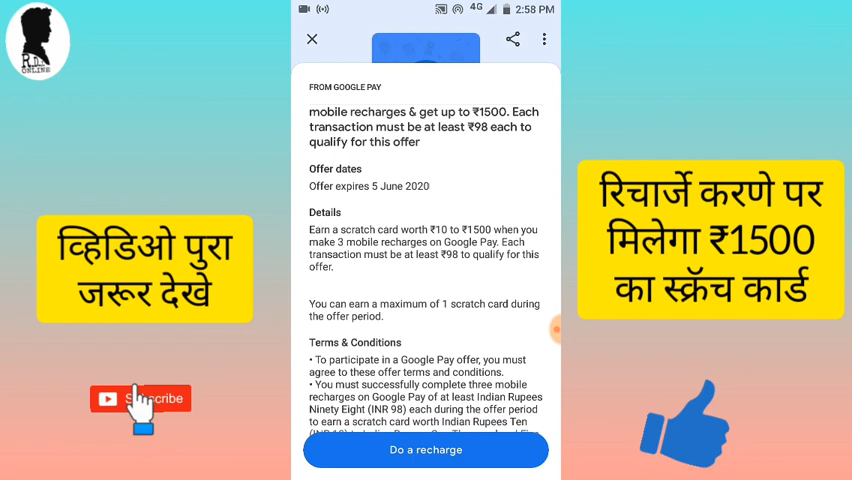 R.D.
ONLINE
4G
2:58 PM
FROM GOOGLE PAY
mobile recharges & get up to ₹1500. Each
transaction must be at least ₹98 each to
qualify for this offer
Offer dates
Offer expires 5 June 2020
Details
Earn a scratch card worth ₹10 to ₹1500 when you
make 3 mobile recharges on Google Pay. Each
transaction must be at least ₹98 to qualify for this
offer.
You can earn a maximum of 1 scratch card during
the offer period.
Terms & Conditions
• To participate in a Google Pay offer, you must
agree to these offer terms and conditions.
• You must successfully complete three mobile
recharges on Google Pay of at least Indian Rupees
Ninety Eight (INR 98) each during the offer period
to earn a scratch card worth Indian Rupees Ten
Do a recharge
व्हिडिओ पुरा
जरूर देखे
रिचार्जे करणे पर
मिलेगा ₹1500
का स्क्रॅच कार्ड